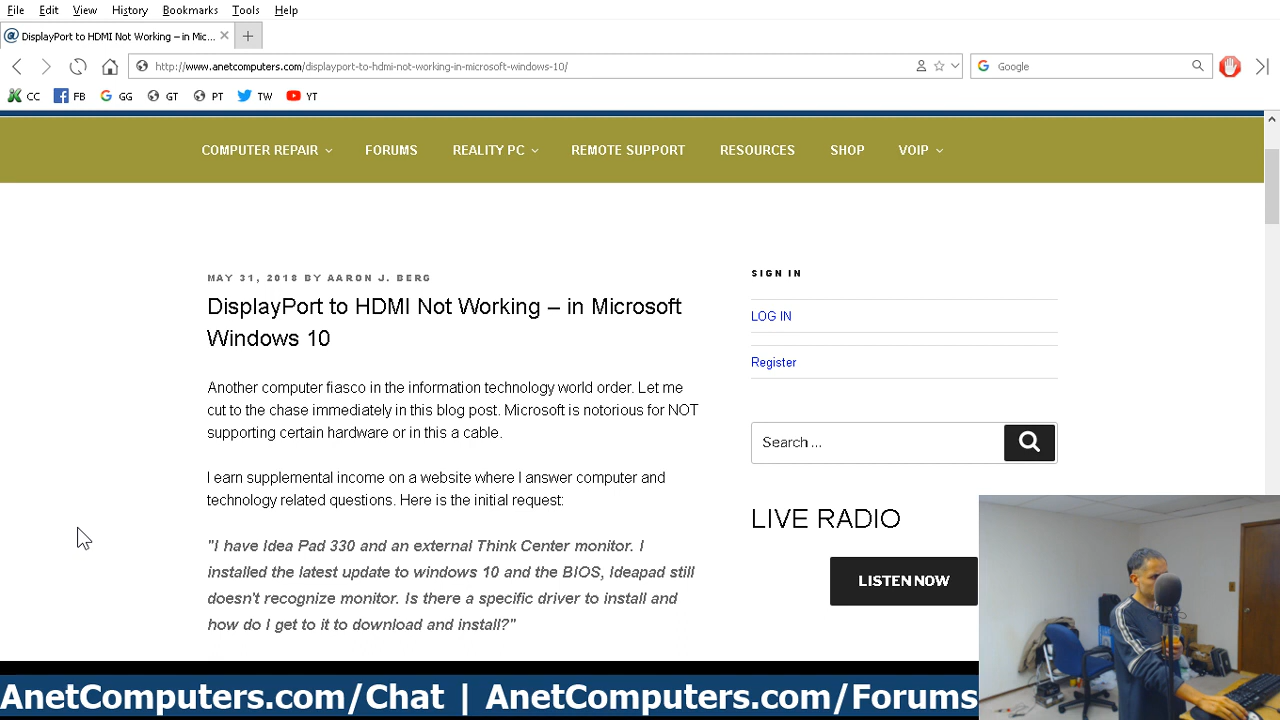 File Edit View History Bookmarks Tools Help
DisplayPort to HDMI Not Working – in Mic...
http://www.anetcomputers.com/displayport-to-hdmi-not-working-in-microsoft-windows-10/
Google
CC FB GG GT PT TW YT
COMPUTER REPAIR FORUMS REALITY PC REMOTE SUPPORT RESOURCES SHOP VOIP
MAY 31, 2018 BY AARON J. BERG
DisplayPort to HDMI Not Working – in Microsoft
Windows 10
Another computer fiasco in the information technology world order. Let me
cut to the chase immediately in this blog post. Microsoft is notorious for NOT
supporting certain hardware or in this a cable.
I earn supplemental income on a website where I answer computer and
technology related questions. Here is the initial request:
"I have Idea Pad 330 and an external Think Center monitor. I
installed the latest update to windows 10 and the BIOS, Ideapad still
doesn't recognize monitor. Is there a specific driver to install and
how do I get to it to download and install?"
SIGN IN
LOG IN
Register
Search ...
LIVE RADIO
LISTEN NOW
AnetComputers.com/Chat | AnetComputers.com/Forums